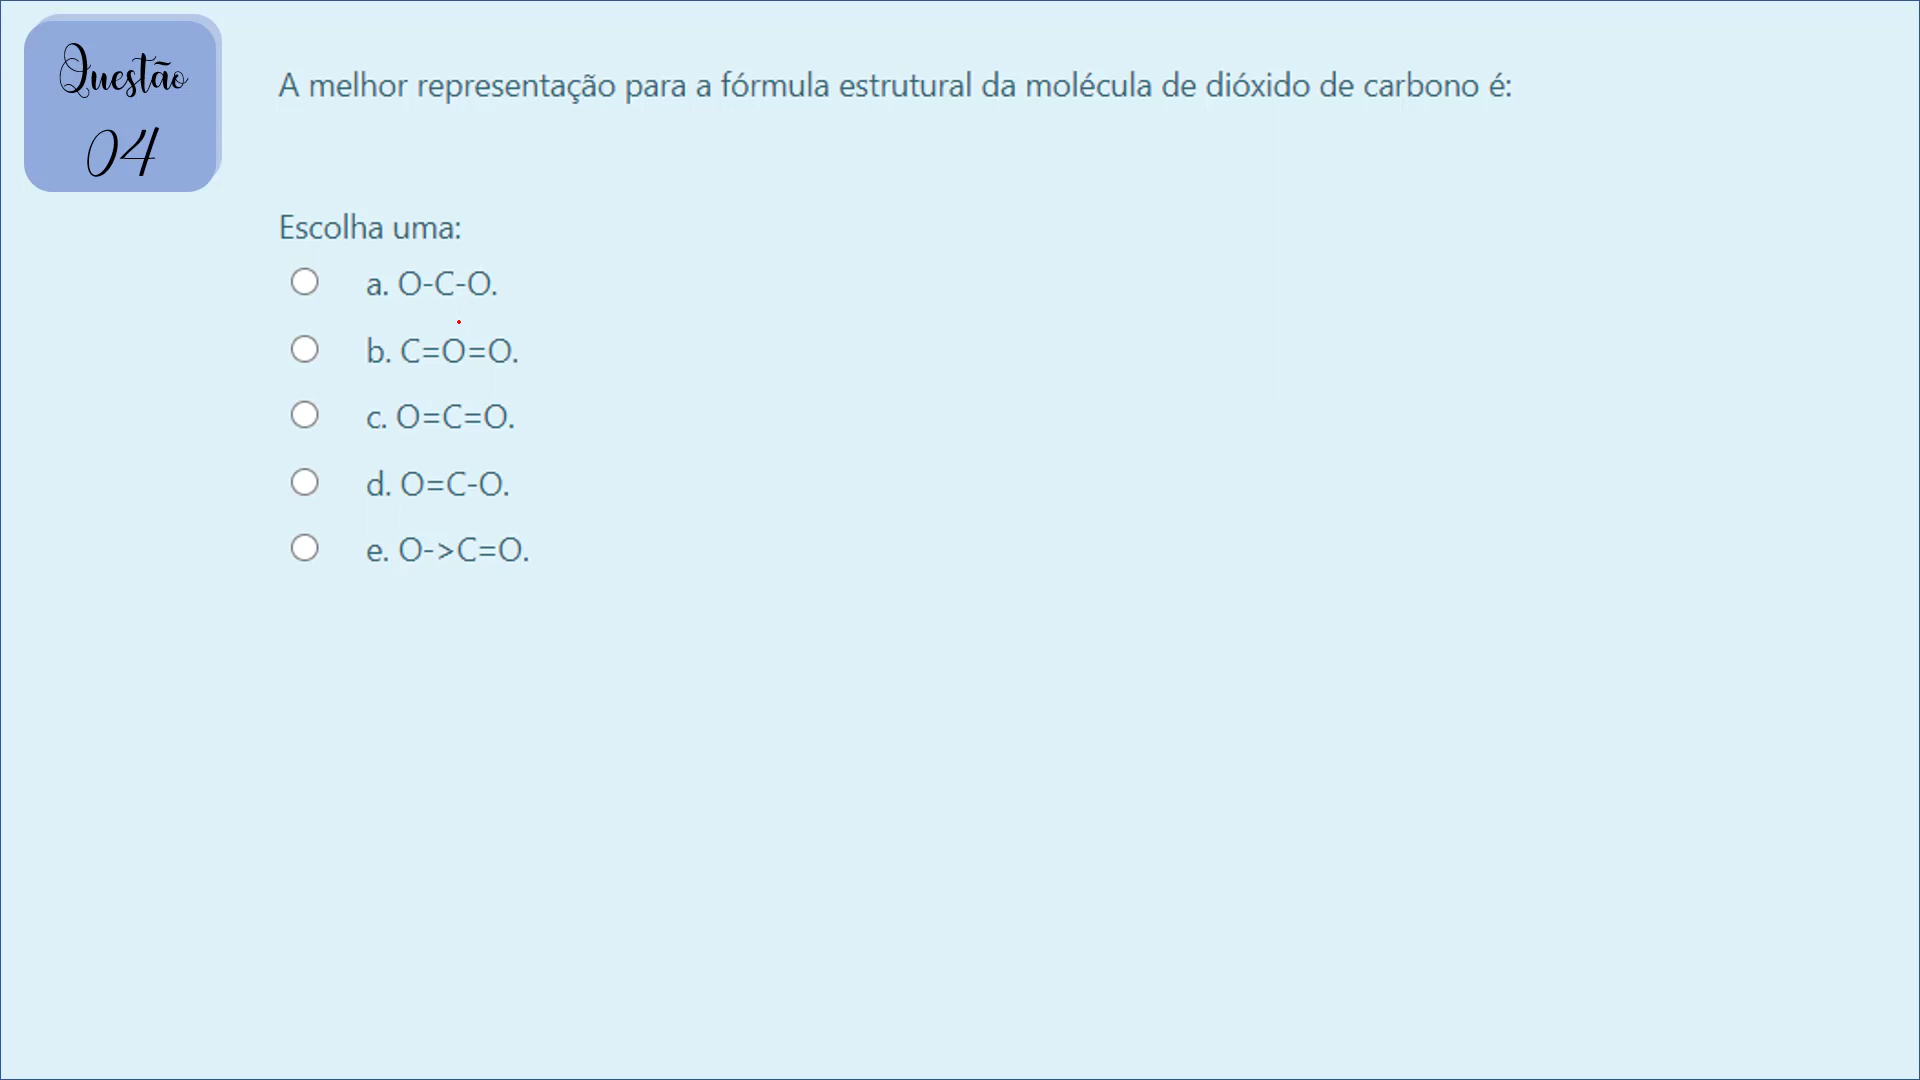 Questão
04
A melhor representação para a fórmula estrutural da molécula de dióxido de carbono é:
Escolha uma:
a. O-C-O.
b. C=O=O.
c. O=C=O.
d. O=C-O.
e. O->C=O.